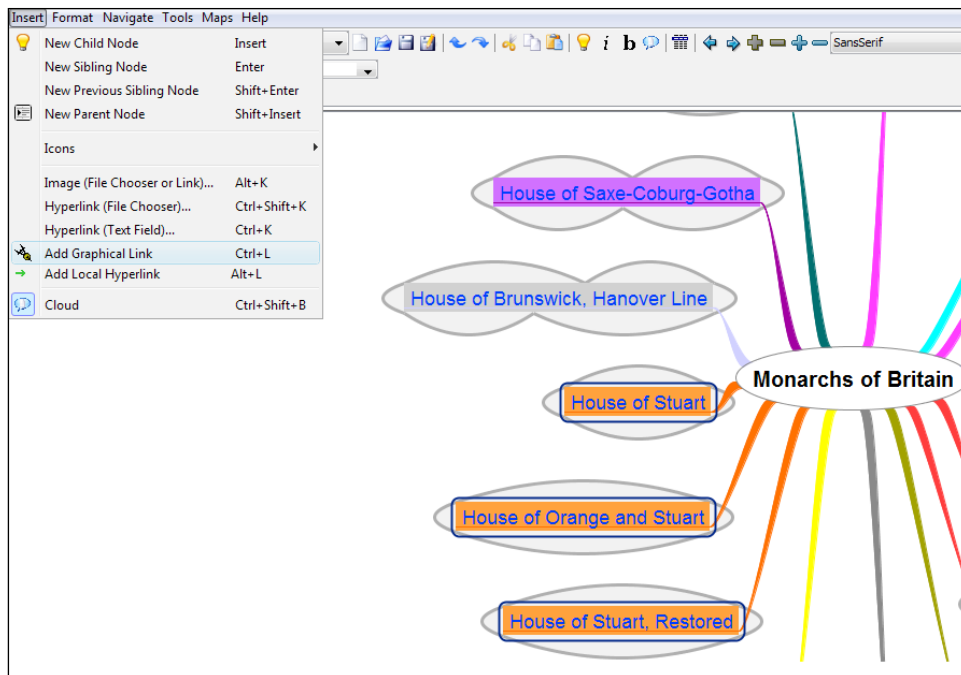 Insert Format Navigate Tools Maps Help
New Child Node Insert
New Sibling Node Enter
New Previous Sibling Node Shift+Enter
New Parent Node Shift+Insert
Icons
Image (File Chooser or Link)... Alt+K
Hyperlink (File Chooser)... Ctrl+Shift+K
Hyperlink (Text Field)... Ctrl+K
Add Graphical Link Ctrl+L
Add Local Hyperlink Alt+L
Cloud Ctrl+Shift+B
i b SansSerif
House of Saxe-Coburg-Gotha
House of Brunswick, Hanover Line
Monarchs of Britain
House of Stuart
House of Orange and Stuart
House of Stuart, Restored